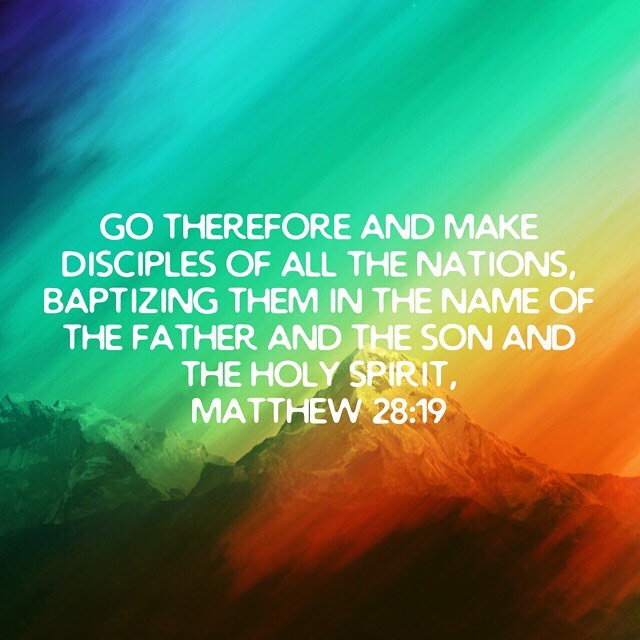 GO THEREFORE AND MAKE
DISCIPLES OF ALL THE NATIONS,
BAPTIZING THEM IN THE NAME OF
THE FATHER AND THE SON AND
THE HOLY SPIRIT,
MATTHEW 28:19